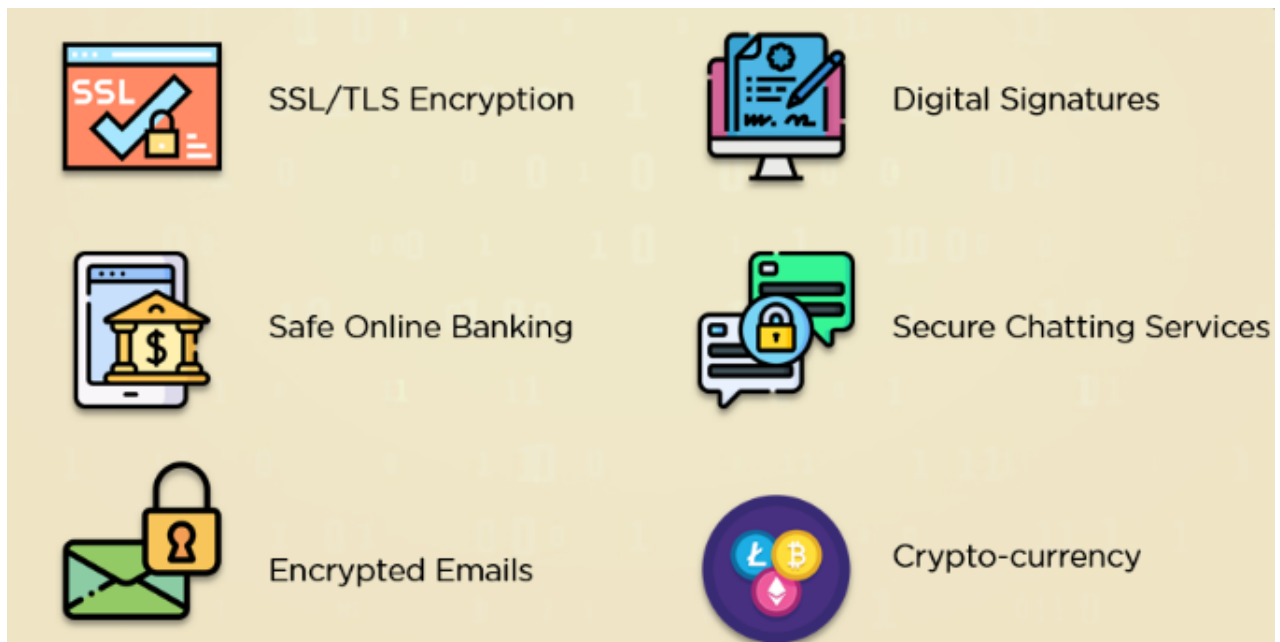 SSL
SSL/TLS Encryption
Digital Signatures
$
Safe Online Banking
Secure Chatting Services
Encrypted Emails
Crypto-currency